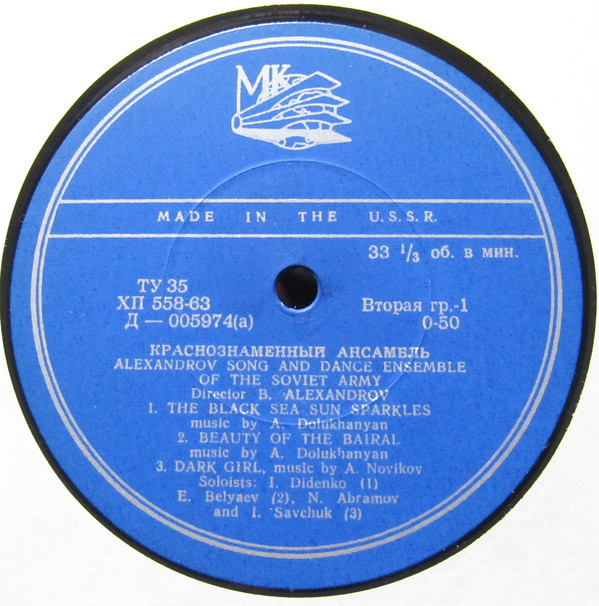 МК
MADE IN THE U.S.S.R.
33 1/3 об. в мин.
ТУ 35
ХП 558-63
Д — 005974(а)
Вторая гр.-1
0-50
КРАСНОЗНАМЕННЫЙ АНСАМБЛЬ
ALEXANDROV SONG AND DANCE ENSEMBLE
OF THE SOVIET ARMY
Director B. ALEXANDROV
1. THE BLACK SEA SUN SPARKLES
music by A. Dolukhanyan
2. BEAUTY OF THE BAIRAL
music by A. Dolukhanyan
3. DARK GIRL, music by A. Novikov
Soloists: I. Didenko (1)
E. Belyaev (2), N. Abramov
and I. Savchuk (3)